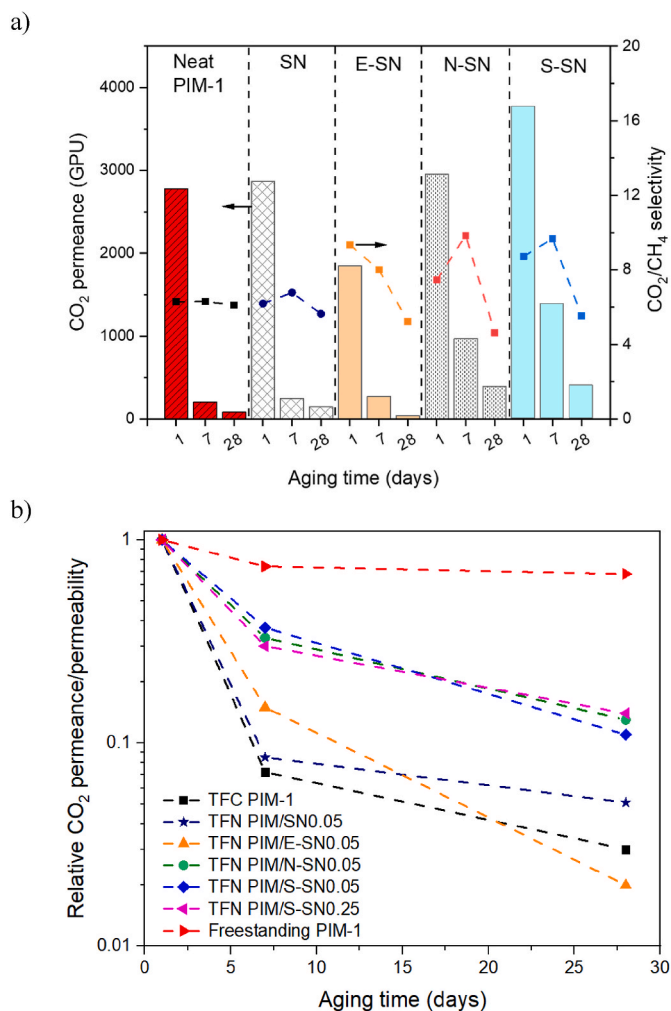 a)
Neat
PIM-1
SN
E-SN
N-SN
S-SN
4000
3000
2000
1000
0
CO2 permeance (GPU)
20
16
12
8
4
0
CO2/CH4 selectivity
1 7 28 1 7 28 1 7 28 1 7 28 1 7 28
Aging time (days)
b)
1
0.1
0.01
Relative CO2 permeance/permeability
TFC PIM-1
TFN PIM/SN0.05
TFN PIM/E-SN0.05
TFN PIM/N-SN0.05
TFN PIM/S-SN0.05
TFN PIM/S-SN0.25
Freestanding PIM-1
0 5 10 15 20 25 30
Aging time (days)